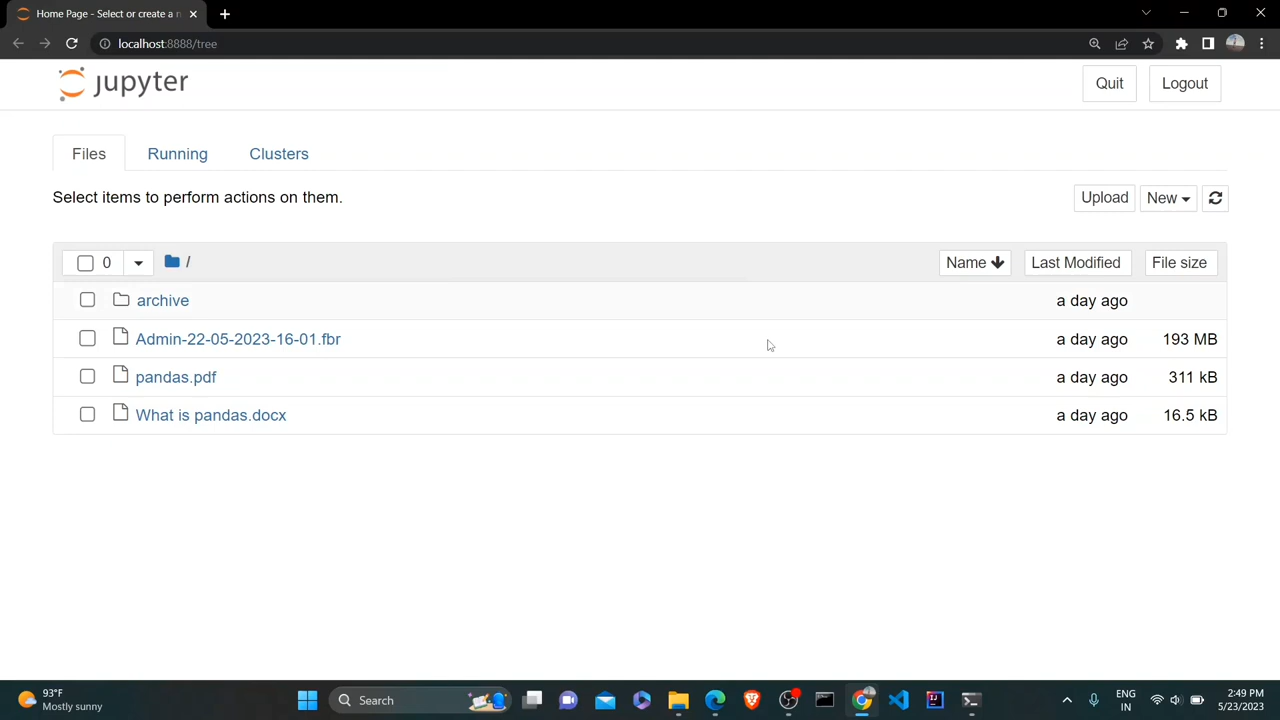 Home Page - Select or create a n
localhost:8888/tree
jupyter
Quit
Logout
Files
Running
Clusters
Select items to perform actions on them.
Upload
New
0
/
Name
Last Modified
File size
archive
a day ago
Admin-22-05-2023-16-01.fbr
a day ago
193 MB
pandas.pdf
a day ago
311 kB
What is pandas.docx
a day ago
16.5 kB
93°F
Mostly sunny
Search
ENG
IN
2:49 PM
5/23/2023